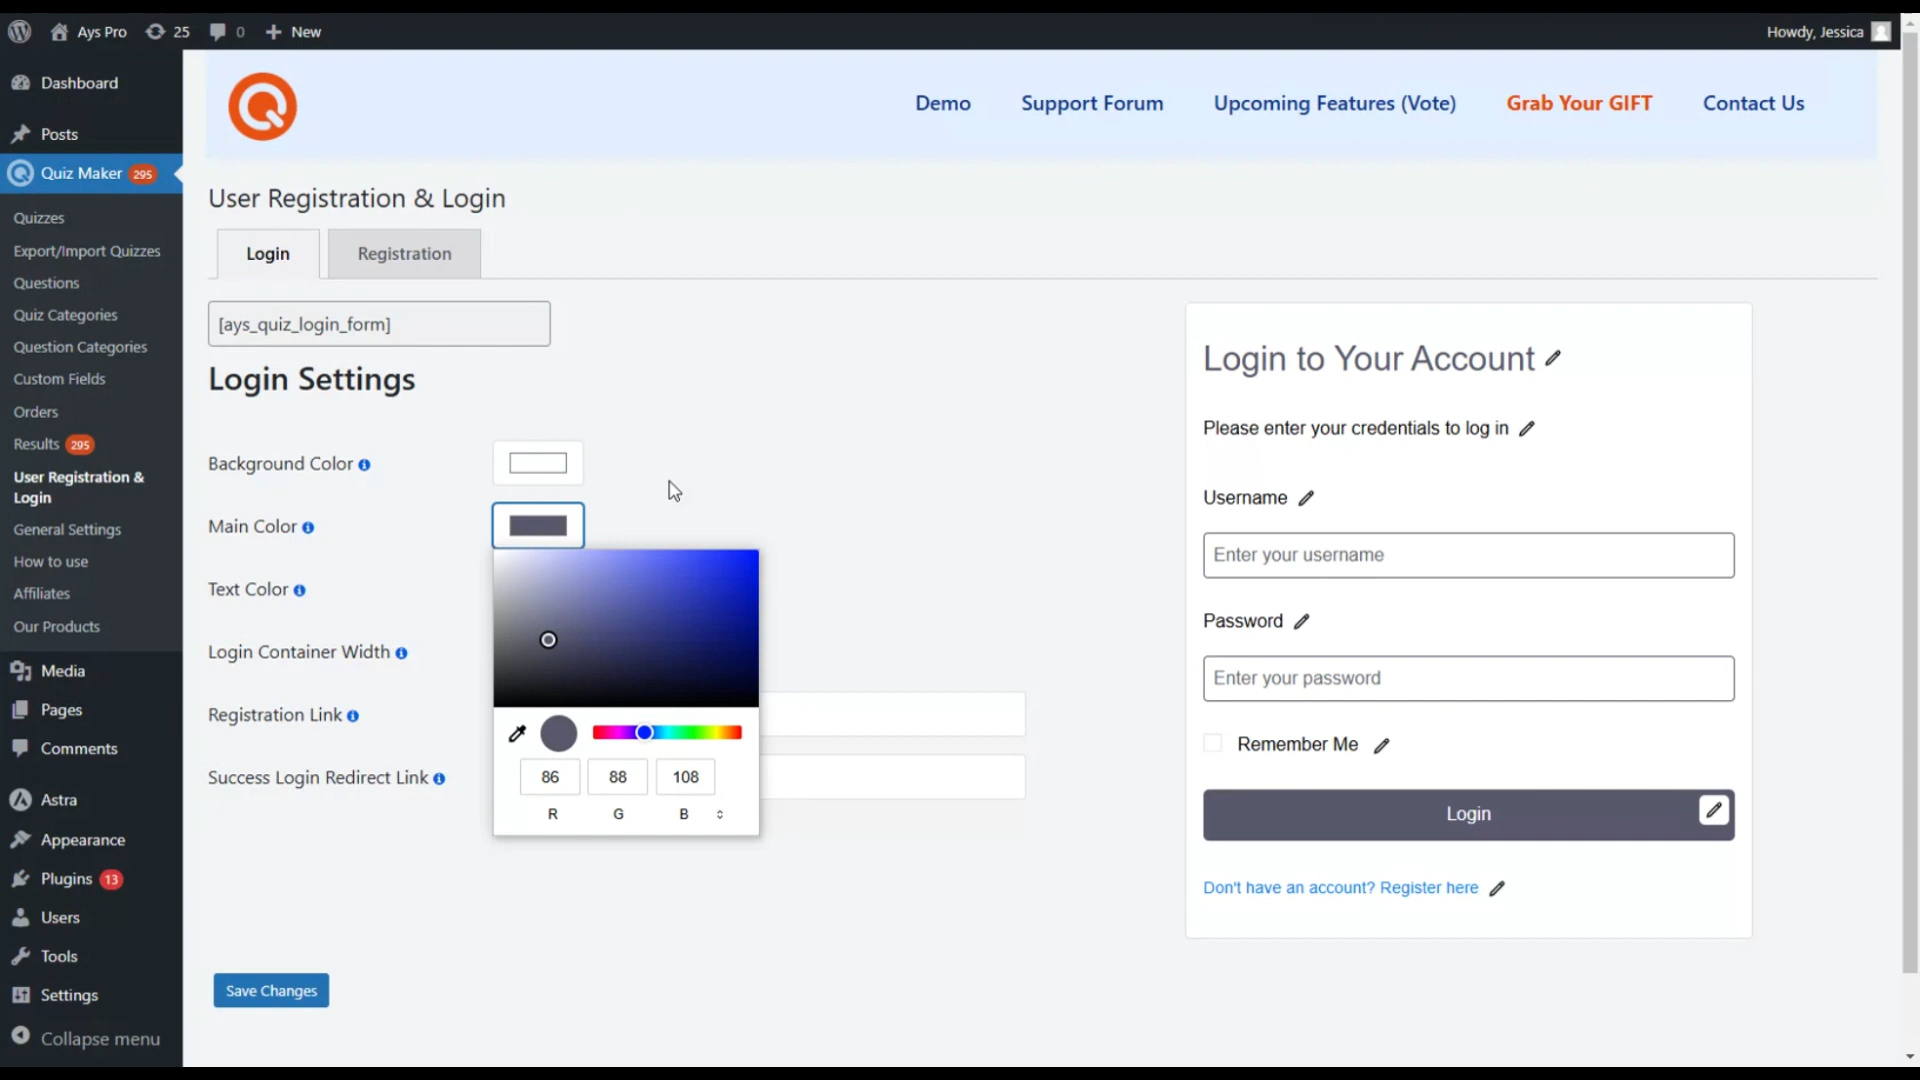 Ays Pro
25
0
New
Howdy, Jessica
Dashboard
Posts
Quiz Maker 295
Quizzes
Export/Import Quizzes
Questions
Quiz Categories
Question Categories
Custom Fields
Orders
Results 295
User Registration &
Login
General Settings
How to use
Affiliates
Our Products
Media
Pages
Comments
Astra
Appearance
Plugins 13
Users
Tools
Settings
Collapse menu
Demo
Support Forum
Upcoming Features (Vote)
Grab Your GIFT
Contact Us
User Registration & Login
Login
Registration
[ays_quiz_login_form]
Login Settings
Background Color
Main Color
Text Color
Login Container Width
Registration Link
Success Login Redirect Link
86 88 108
R G B
Save Changes
Login to Your Account
Please enter your credentials to log in
Username
Enter your username
Password
Enter your password
Remember Me
Login
Don't have an account? Register here